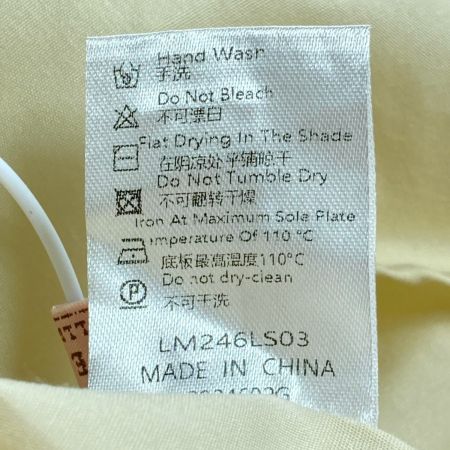 Hand Wash
手洗
Do Not Bleach
不可漂白
Flat Drying In The Shade
在阴凉处平铺晾干
Do Not Tumble Dry
不可翻转干燥
Iron At Maximum Sole Plate
Temperature Of 110 °C
底板最高温度110°C
Do not dry-clean
P
不可干洗
LM246LS03
MADE IN CHINA